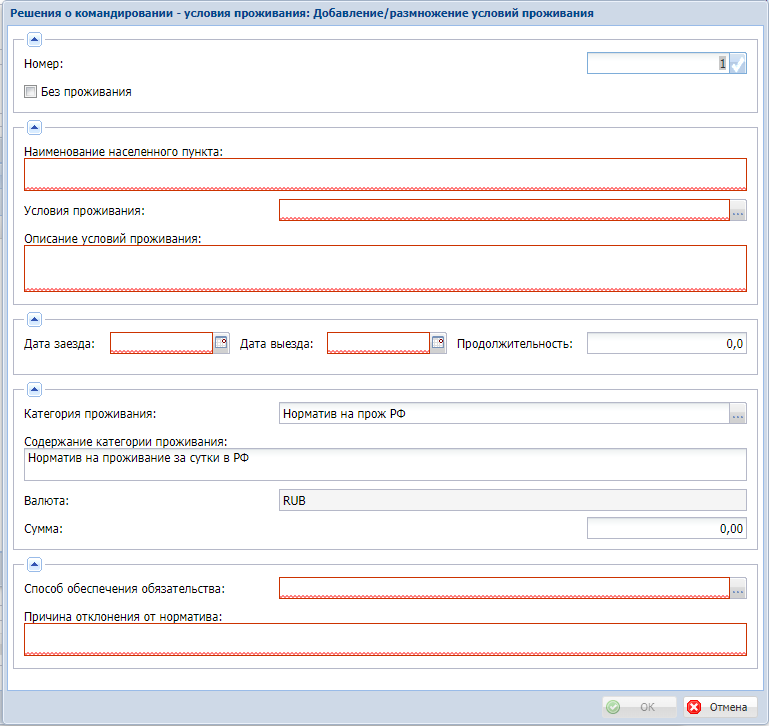 Решения о командировании - условия проживания: Добавление/размножение условий проживания
Номер: 1
Без проживания
Наименование населенного пункта:
Условия проживания: ...
Описание условий проживания:
Дата заезда: Дата выезда: Продолжительность: 0,0
Категория проживания: Норматив на прож РФ ...
Содержание категории проживания:
Норматив на проживание за сутки в РФ
Валюта: RUB
Сумма: 0,00
Способ обеспечения обязательства: ...
Причина отклонения от норматива:
ОК Отмена